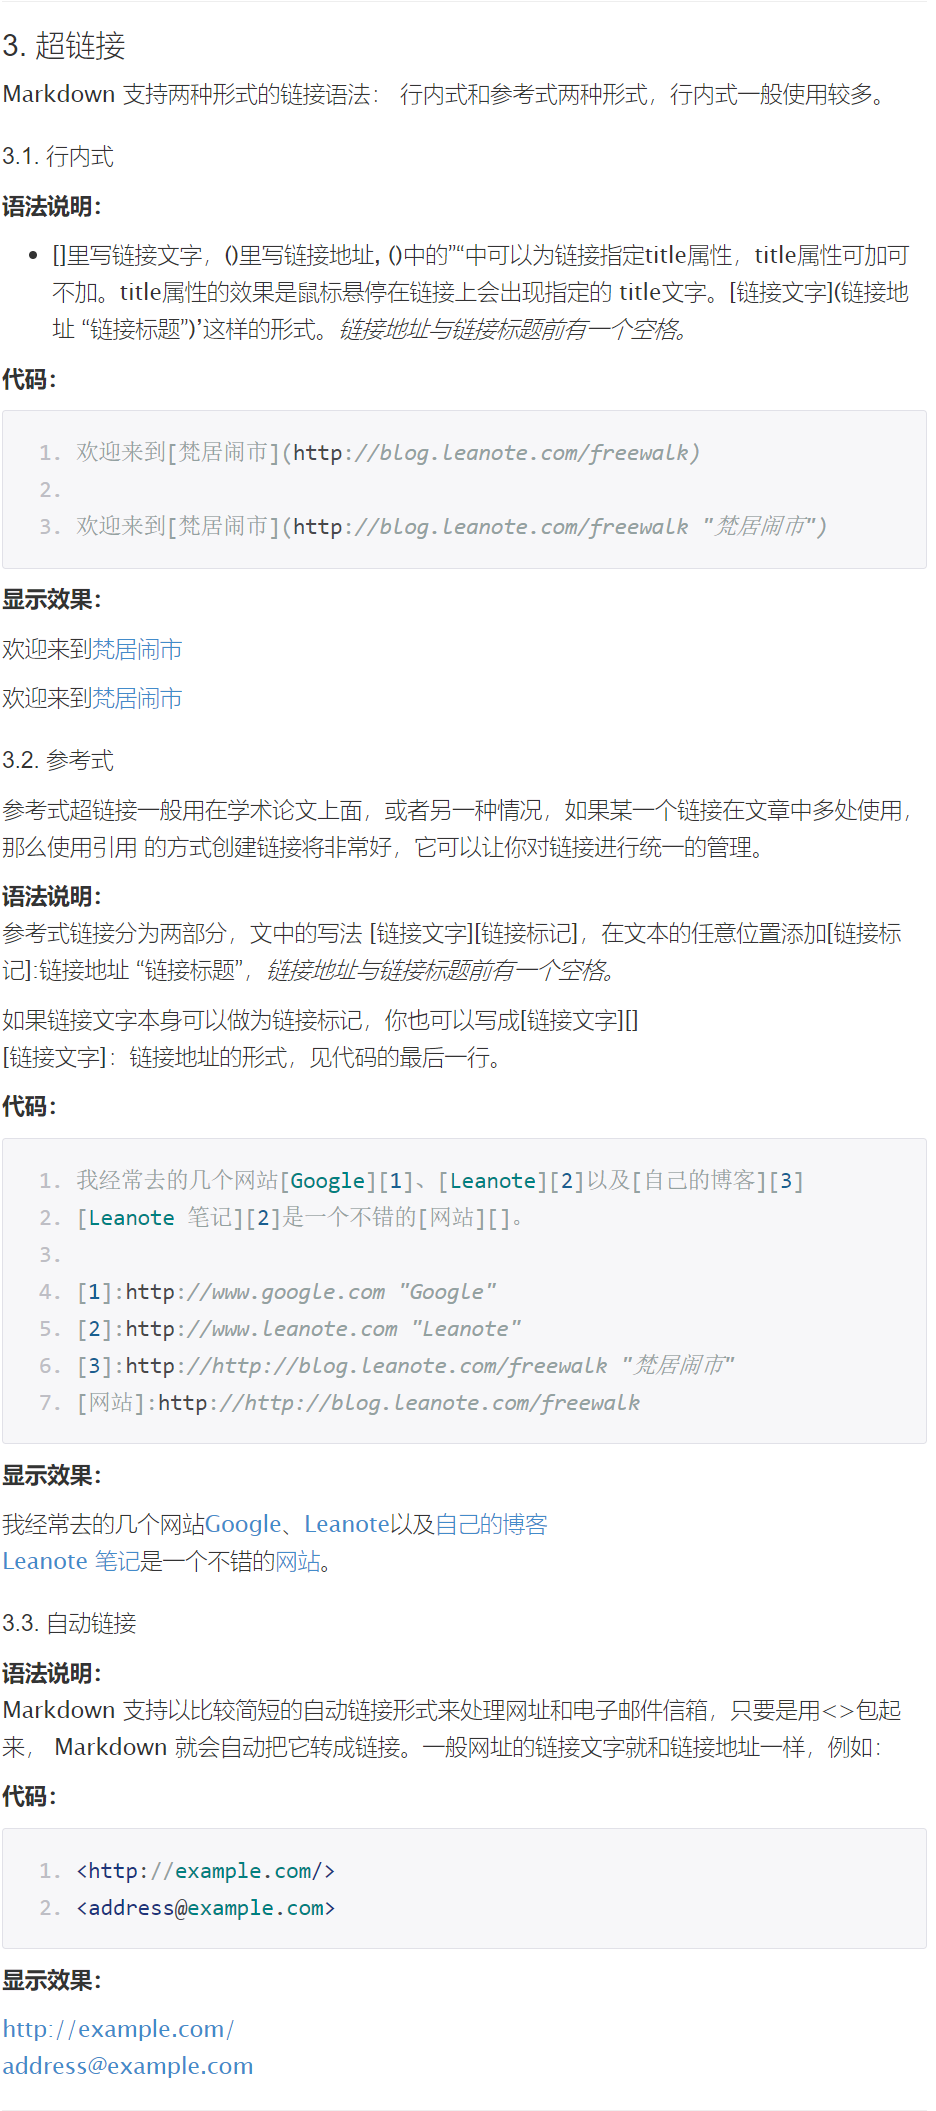 3. 超链接
Markdown 支持两种形式的链接语法： 行内式和参考式两种形式，行内式一般使用较多。
3.1. 行内式
语法说明：
• []里写链接文字，()里写链接地址, ()中的”“中可以为链接指定title属性，title属性可加可
不加。title属性的效果是鼠标悬停在链接上会出现指定的 title文字。[链接文字](链接地
址 “链接标题”)’这样的形式。链接地址与链接标题前有一个空格。
代码：
1. 欢迎来到[梵居闹市](http://blog.leanote.com/freewalk)
2.
3. 欢迎来到[梵居闹市](http://blog.leanote.com/freewalk "梵居闹市")
显示效果：
欢迎来到梵居闹市
欢迎来到梵居闹市
3.2. 参考式
参考式超链接一般用在学术论文上面，或者另一种情况，如果某一个链接在文章中多处使用，
那么使用引用 的方式创建链接将非常好，它可以让你对链接进行统一的管理。
语法说明：
参考式链接分为两部分，文中的写法 [链接文字][链接标记]，在文本的任意位置添加[链接标
记]:链接地址 “链接标题”，链接地址与链接标题前有一个空格。
如果链接文字本身可以做为链接标记，你也可以写成[链接文字][]
[链接文字]：链接地址的形式，见代码的最后一行。
代码：
1. 我经常去的几个网站[Google][1]、[Leanote][2]以及[自己的博客][3]
2. [Leanote 笔记][2]是一个不错的[网站][]。
3.
4. [1]:http://www.google.com "Google"
5. [2]:http://www.leanote.com "Leanote"
6. [3]:http://http://blog.leanote.com/freewalk "梵居闹市"
7. [网站]:http://http://blog.leanote.com/freewalk
显示效果：
我经常去的几个网站Google、Leanote以及自己的博客
Leanote 笔记是一个不错的网站。
3.3. 自动链接
语法说明：
Markdown 支持以比较简短的自动链接形式来处理网址和电子邮件信箱，只要是用<>包起
来， Markdown 就会自动把它转成链接。一般网址的链接文字就和链接地址一样，例如：
代码：
1. <http://example.com/>
2. <address@example.com>
显示效果：
http://example.com/
address@example.com